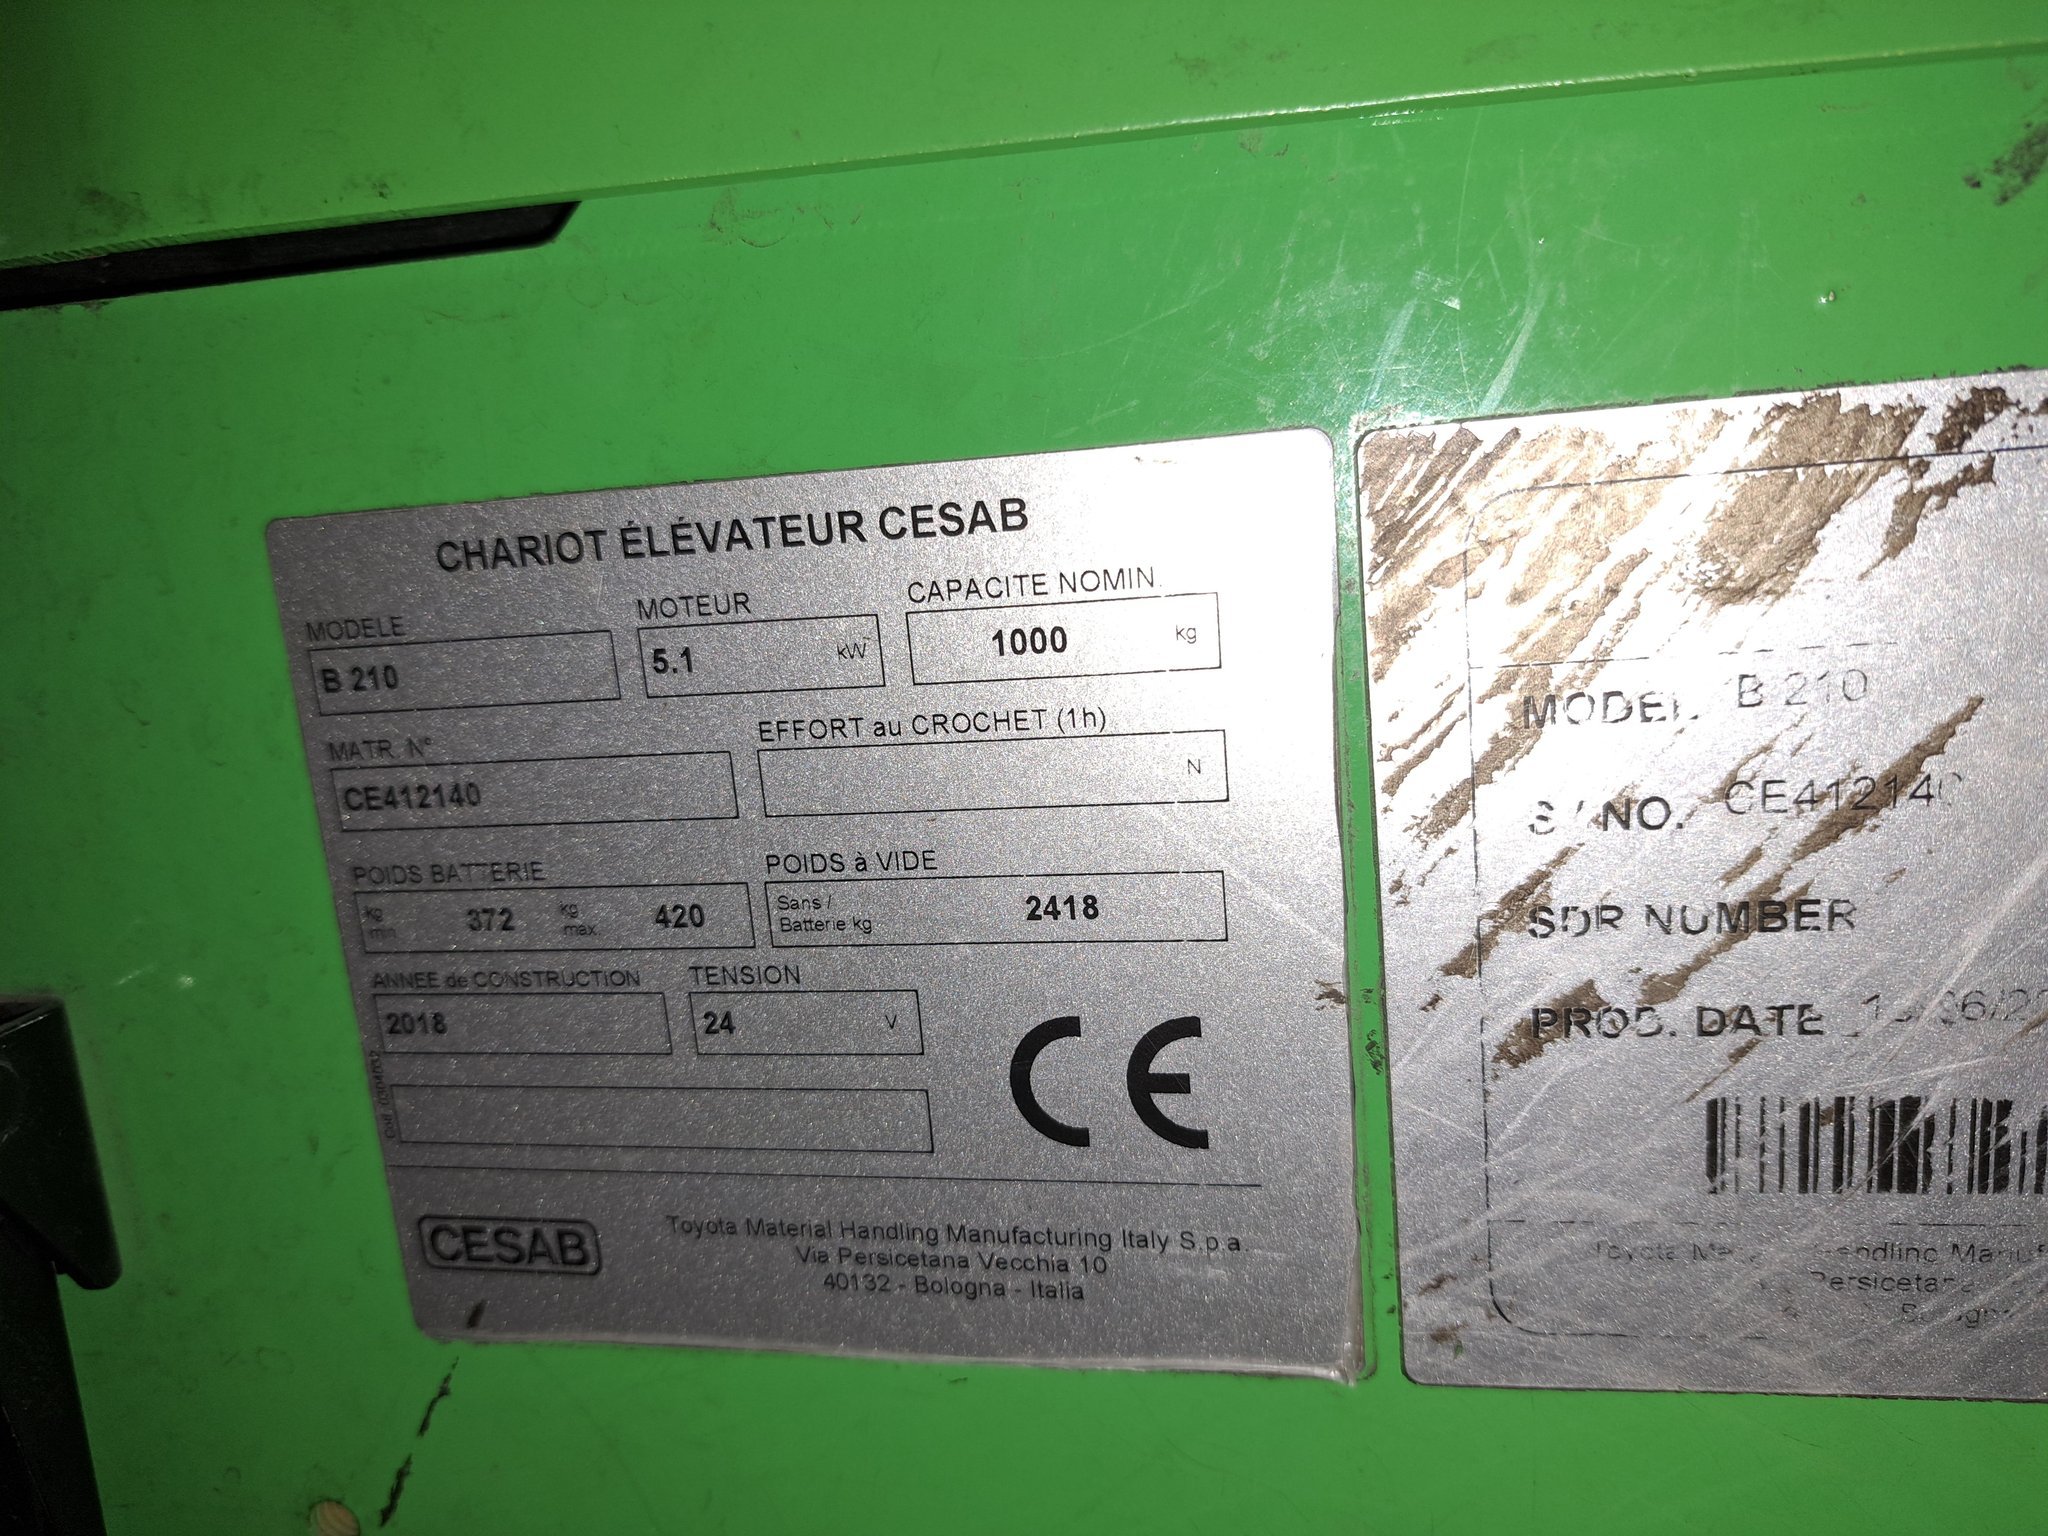 CHARIOT ÉLÉVATEUR CESAB
MODELE MOTEUR CAPACITE NOMIN.
B 210 5.1 kW 1000 kg
MATR. N° EFFORT au CROCHET (1h)
CE412140 N
POIDS BATTERIE POIDS à VIDE
kg min. 372 kg max. 420 Sans / Batterie kg 2418
ANNEE de CONSTRUCTION TENSION
2018 24 V
CE
CESAB
Toyota Material Handling Manufacturing Italy S.p.a.
Via Persicetana Vecchia 10
40132 - Bologna - Italia
MODEL B 210
S/NO. CE412140
SDR NUMBER
PROD. DATE